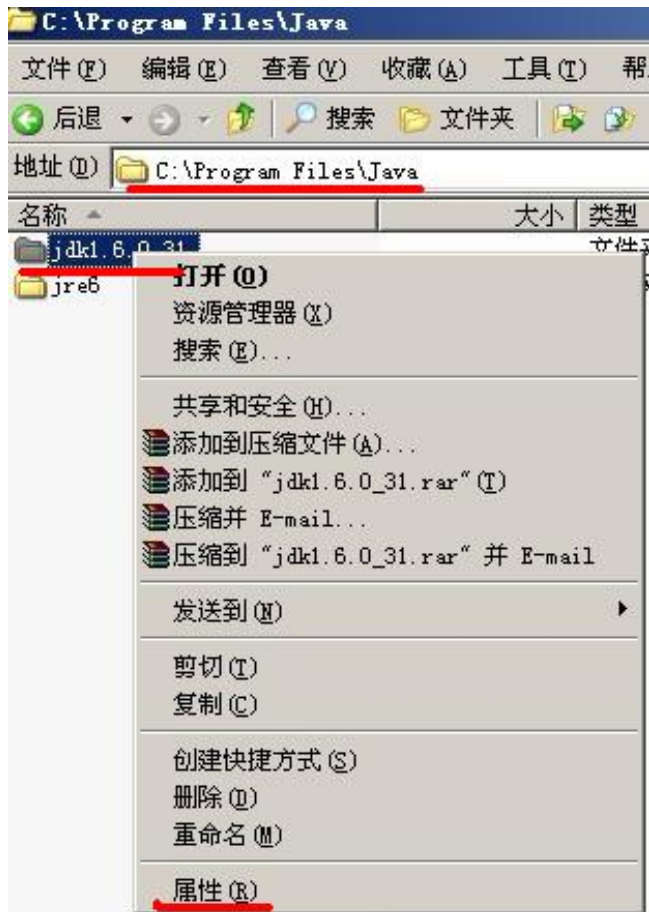 C:\Program Files\Java
文件(F) 编辑(E) 查看(V) 收藏(A) 工具(T)
后退 搜索 文件夹
地址(D) C:\Program Files\Java
名称 大小 类型
jdk1.6.0_31
jre6
打开(O)
资源管理器(X)
搜索(E)...
共享和安全(H)...
添加到压缩文件(A)...
添加到 "jdk1.6.0_31.rar"(T)
压缩并 E-mail...
压缩到 "jdk1.6.0_31.rar" 并 E-mail
发送到(N)
剪切(T)
复制(C)
创建快捷方式(S)
删除(D)
重命名(M)
属性(R)